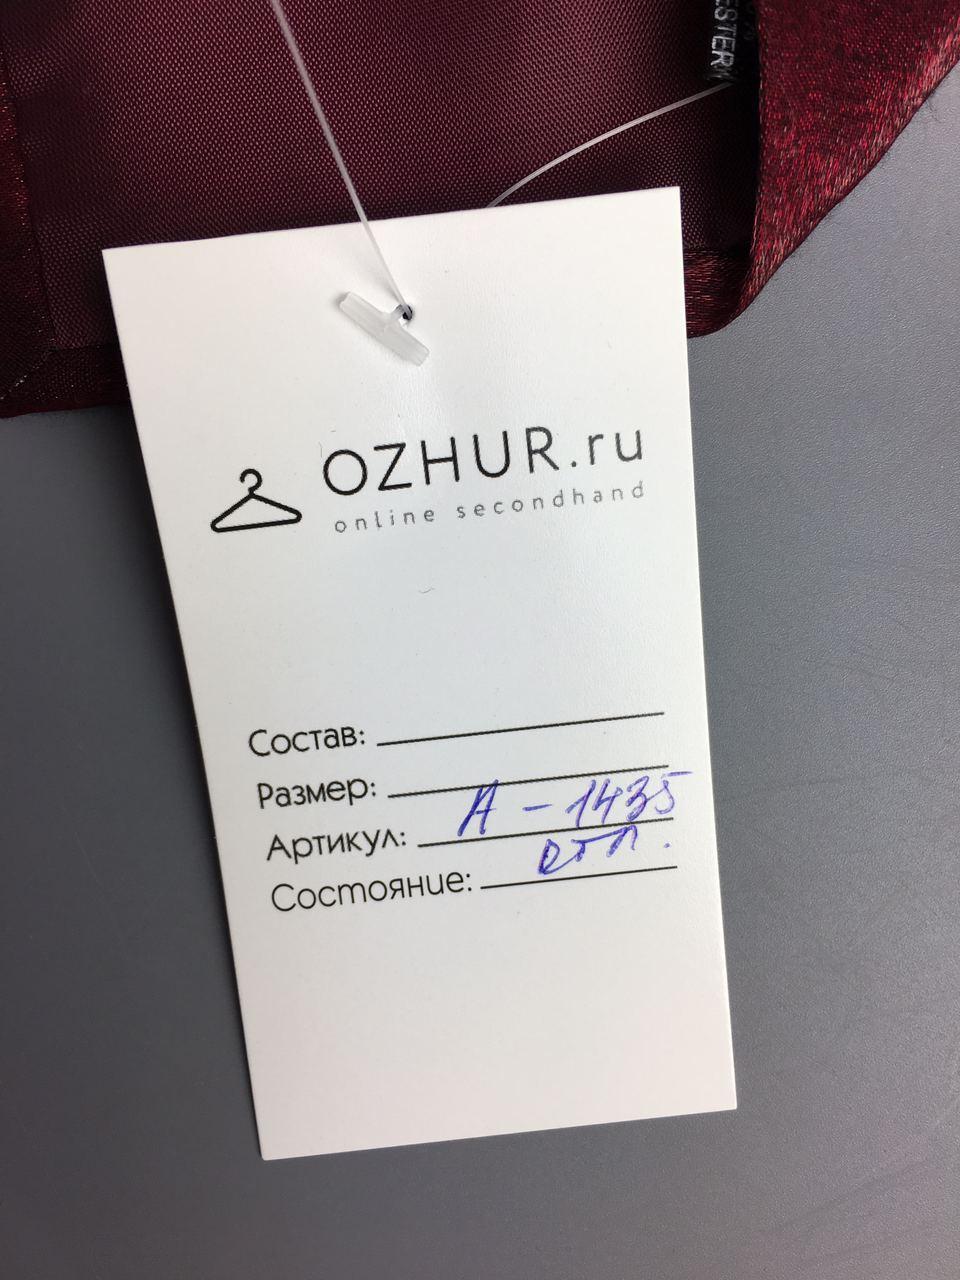 ESTER
OZHUR.ru
online secondhand
Состав:
Размер:
Артикул: А - 1435
Состояние: отл.